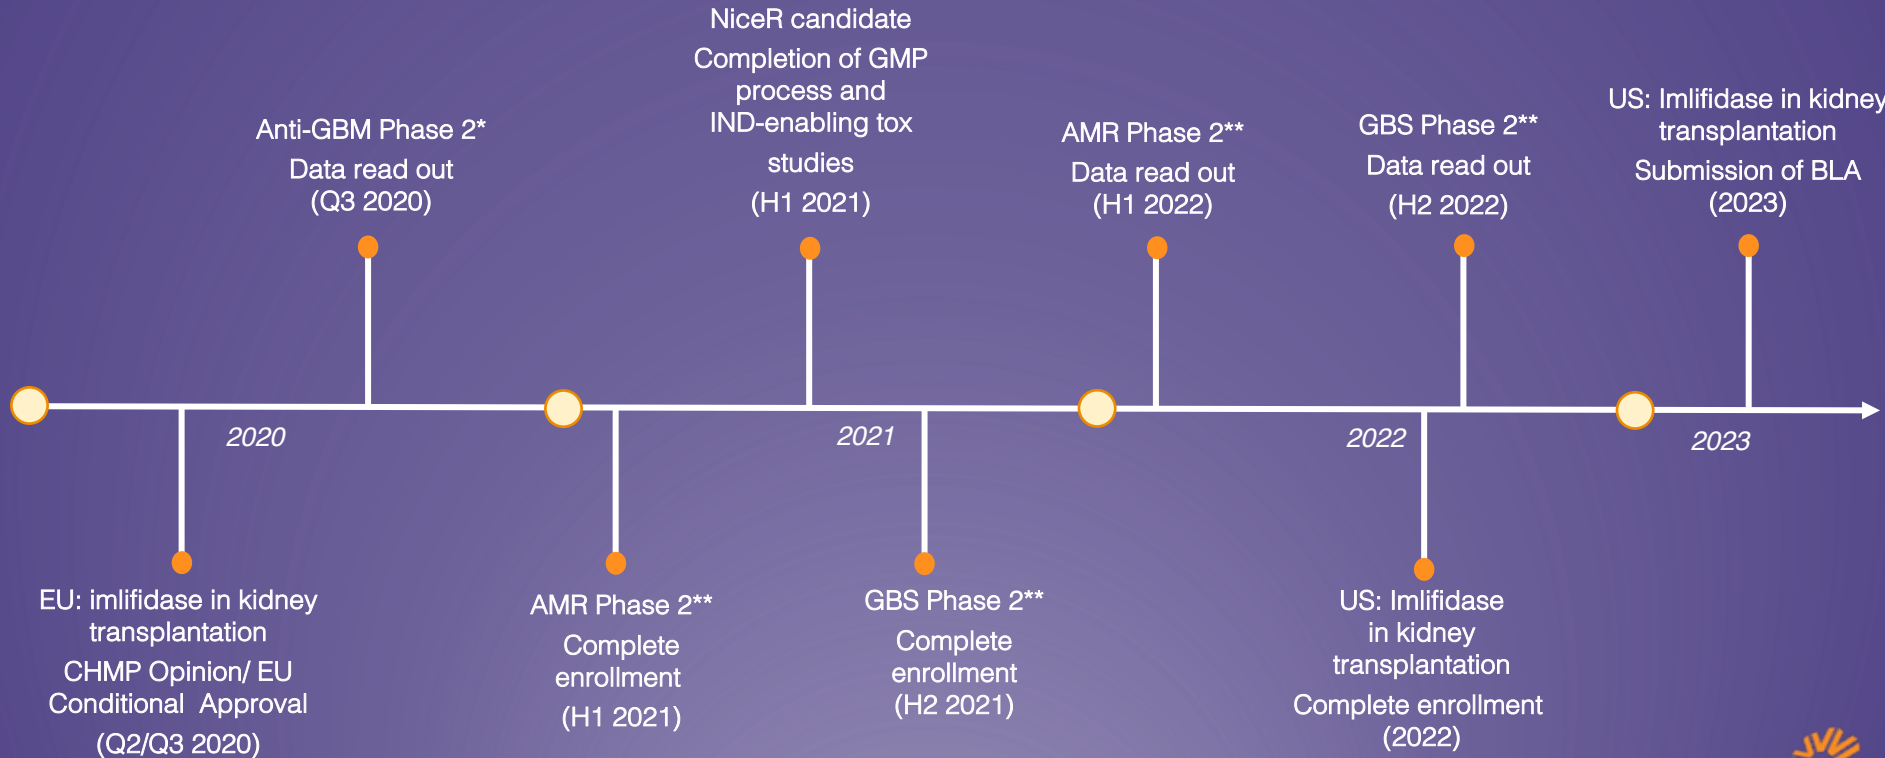 NiceR candidate
Completion of GMP
process and
IND-enabling tox
studies
(H1 2021)
Anti-GBM Phase 2*
Data read out
(Q3 2020)
AMR Phase 2**
Data read out
(H1 2022)
GBS Phase 2**
Data read out
(H2 2022)
US: Imlifidase in kidney
transplantation
Submission of BLA
(2023)
2020
2021
2022
2023
EU: imlifidase in kidney
transplantation
CHMP Opinion/ EU
Conditional Approval
(Q2/Q3 2020)
AMR Phase 2**
Complete
enrollment
(H1 2021)
GBS Phase 2**
Complete
enrollment
(H2 2021)
US: Imlifidase
in kidney
transplantation
Complete enrollment
(2022)